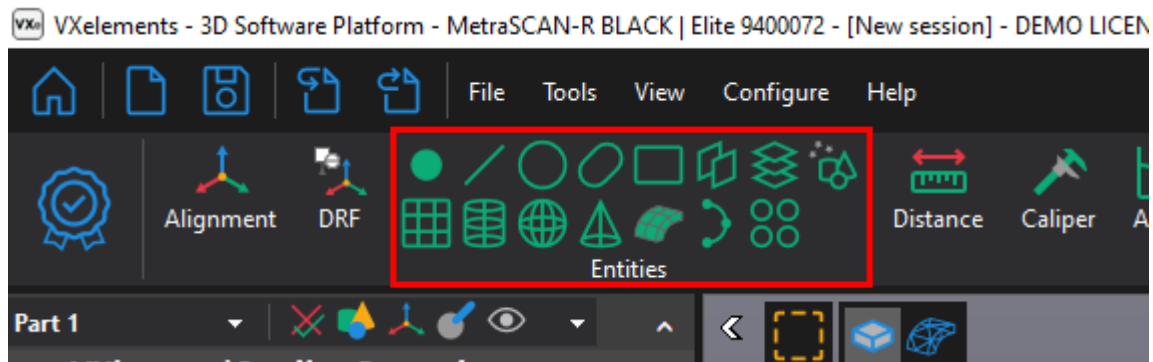 VXe VXelements - 3D Software Platform - MetraSCAN-R BLACK | Elite 9400072 - [New session] - DEMO LICEN
File Tools View Configure Help
Alignment DRF Distance Caliper A
Entities
Part 1